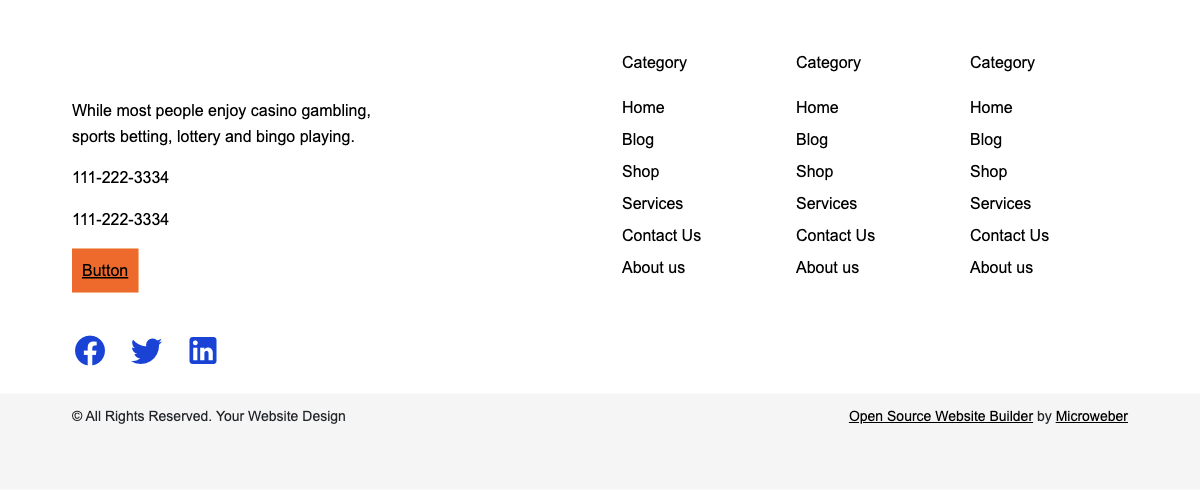 While most people enjoy casino gambling,
sports betting, lottery and bingo playing.
111-222-3334
111-222-3334
Button
Category
Home
Blog
Shop
Services
Contact Us
About us
Category
Home
Blog
Shop
Services
Contact Us
About us
Category
Home
Blog
Shop
Services
Contact Us
About us
© All Rights Reserved. Your Website Design
Open Source Website Builder by Microweber